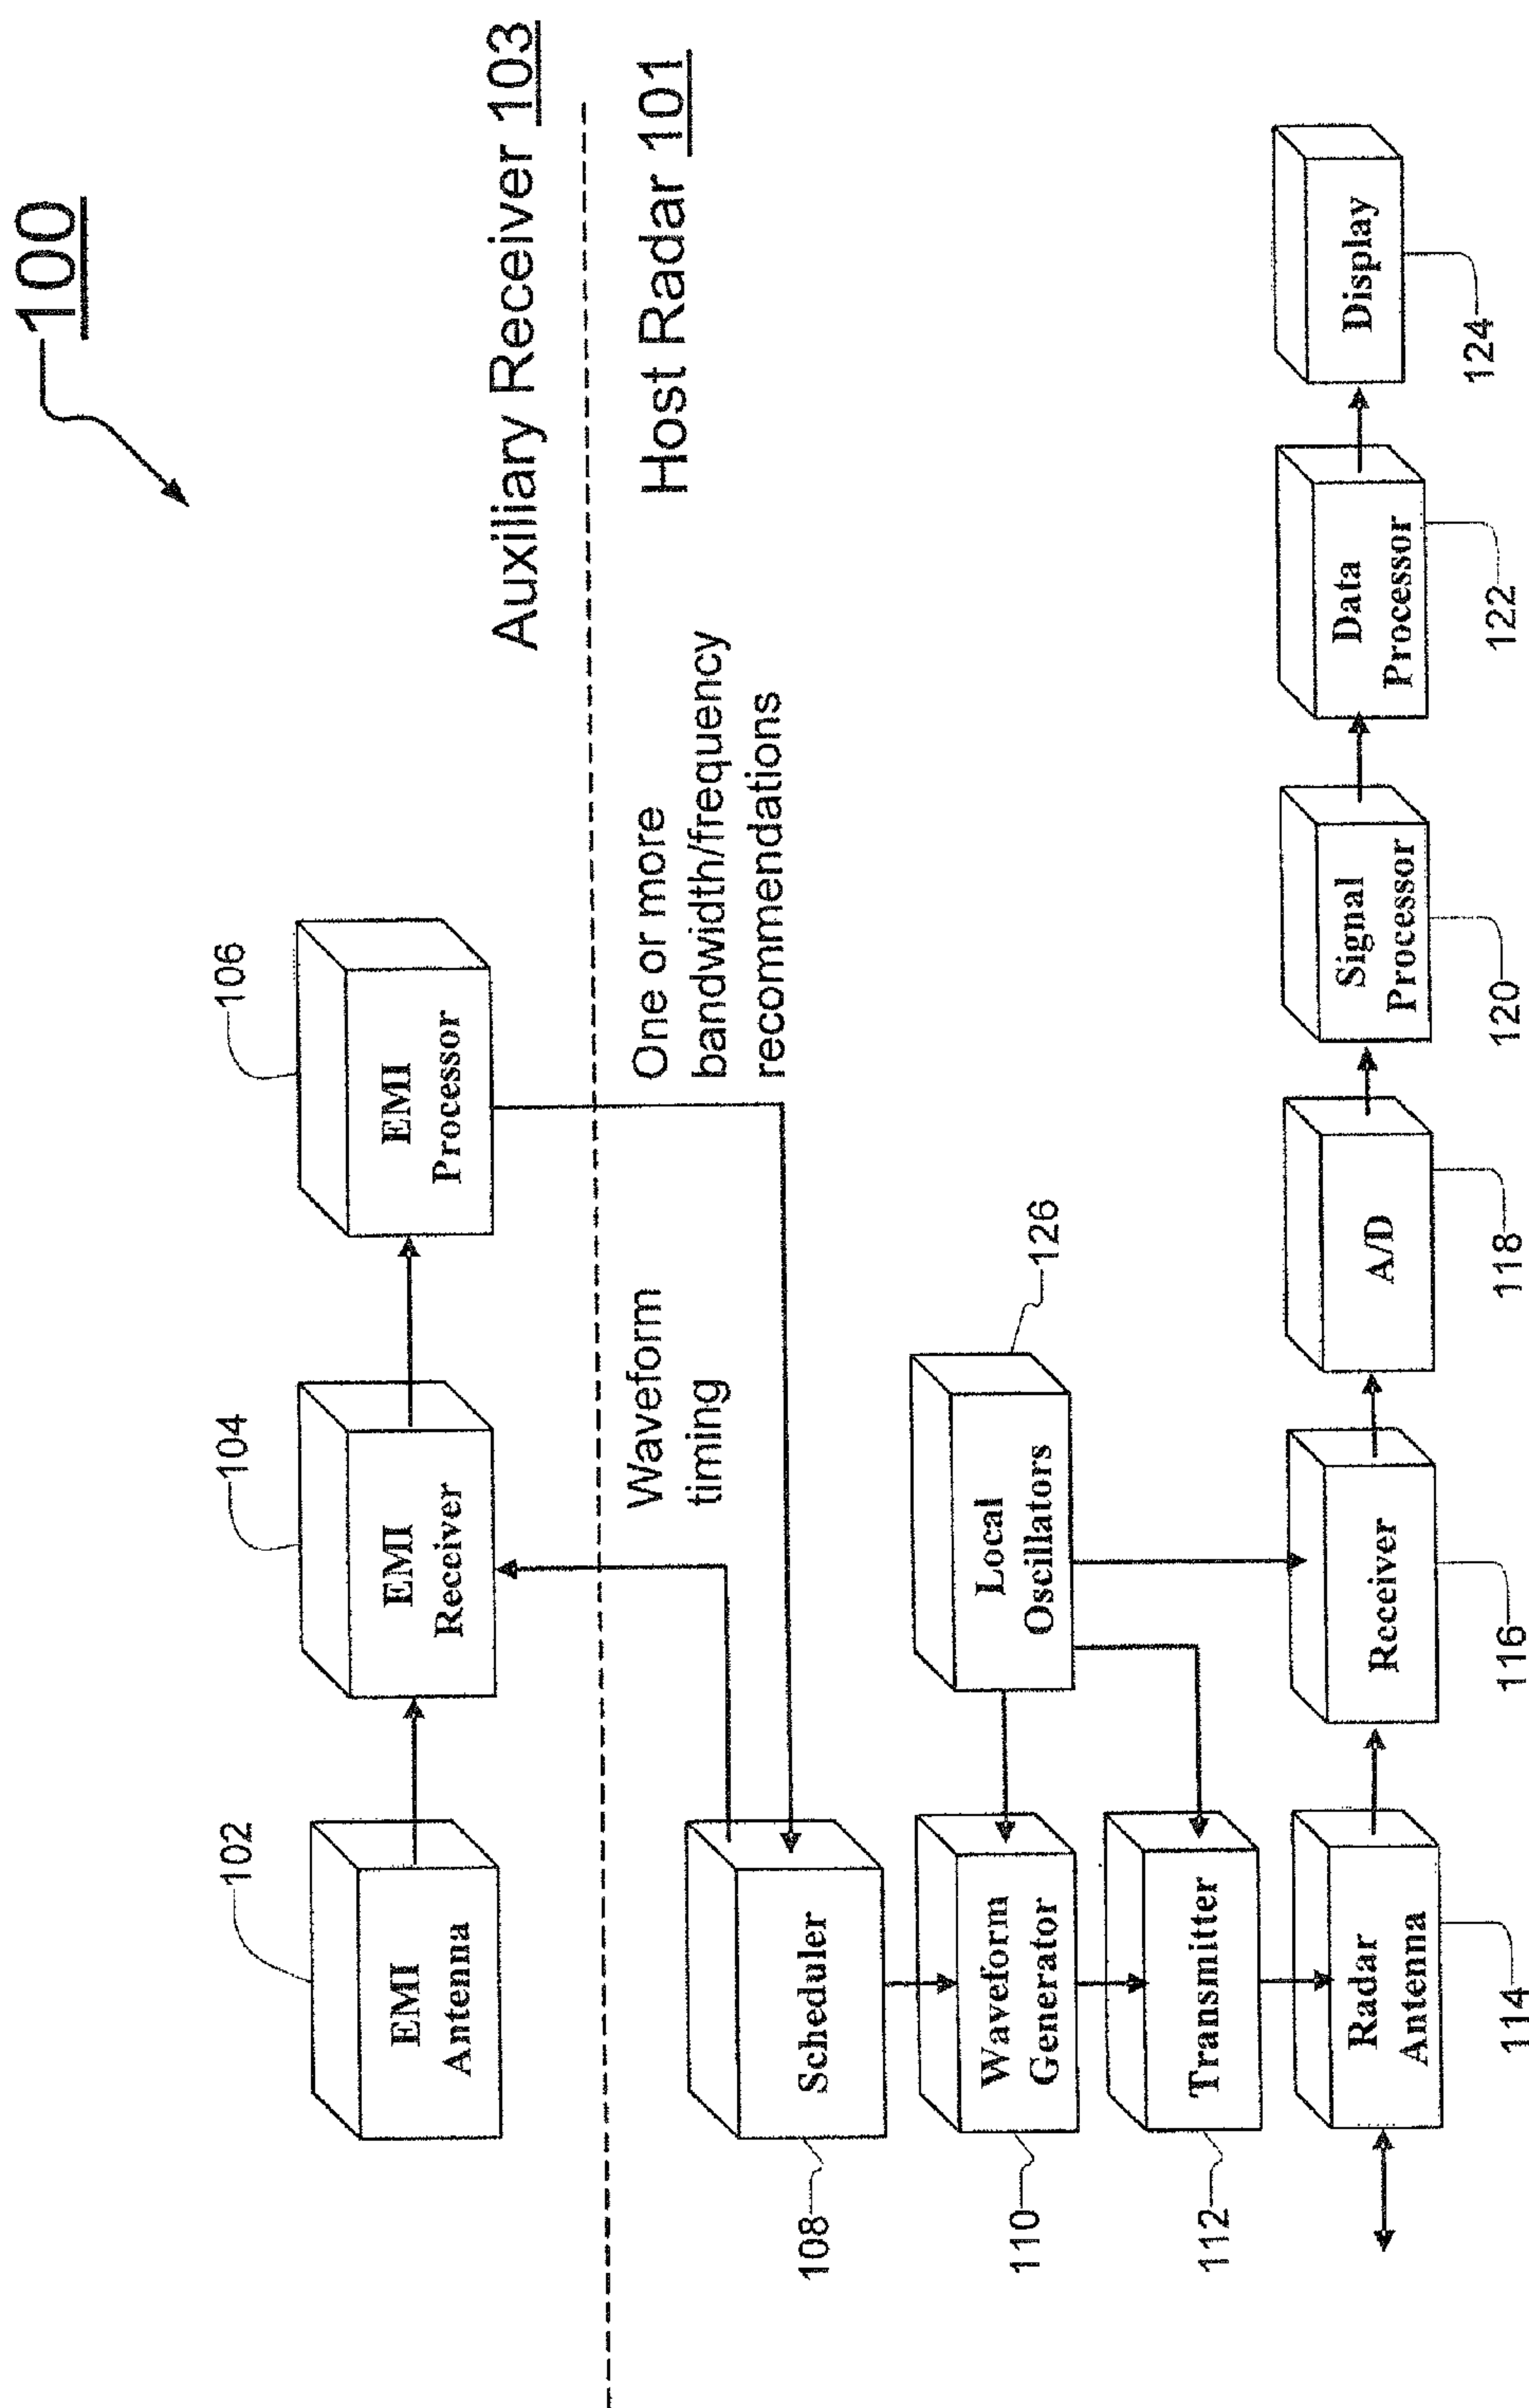 100
Auxiliary Receiver 103
Host Radar 101
102
EMI
Antenna
104
EMI
Receiver
106
EMI
Processor
Waveform
timing
One or more
bandwidth/frequency
recommendations
Scheduler
108
Waveform
Generator
110
Transmitter
112
Local
Oscillators
126
Radar
Antenna
114
Receiver
116
A/D
118
Signal
Processor
120
Data
Processor
122
Display
124